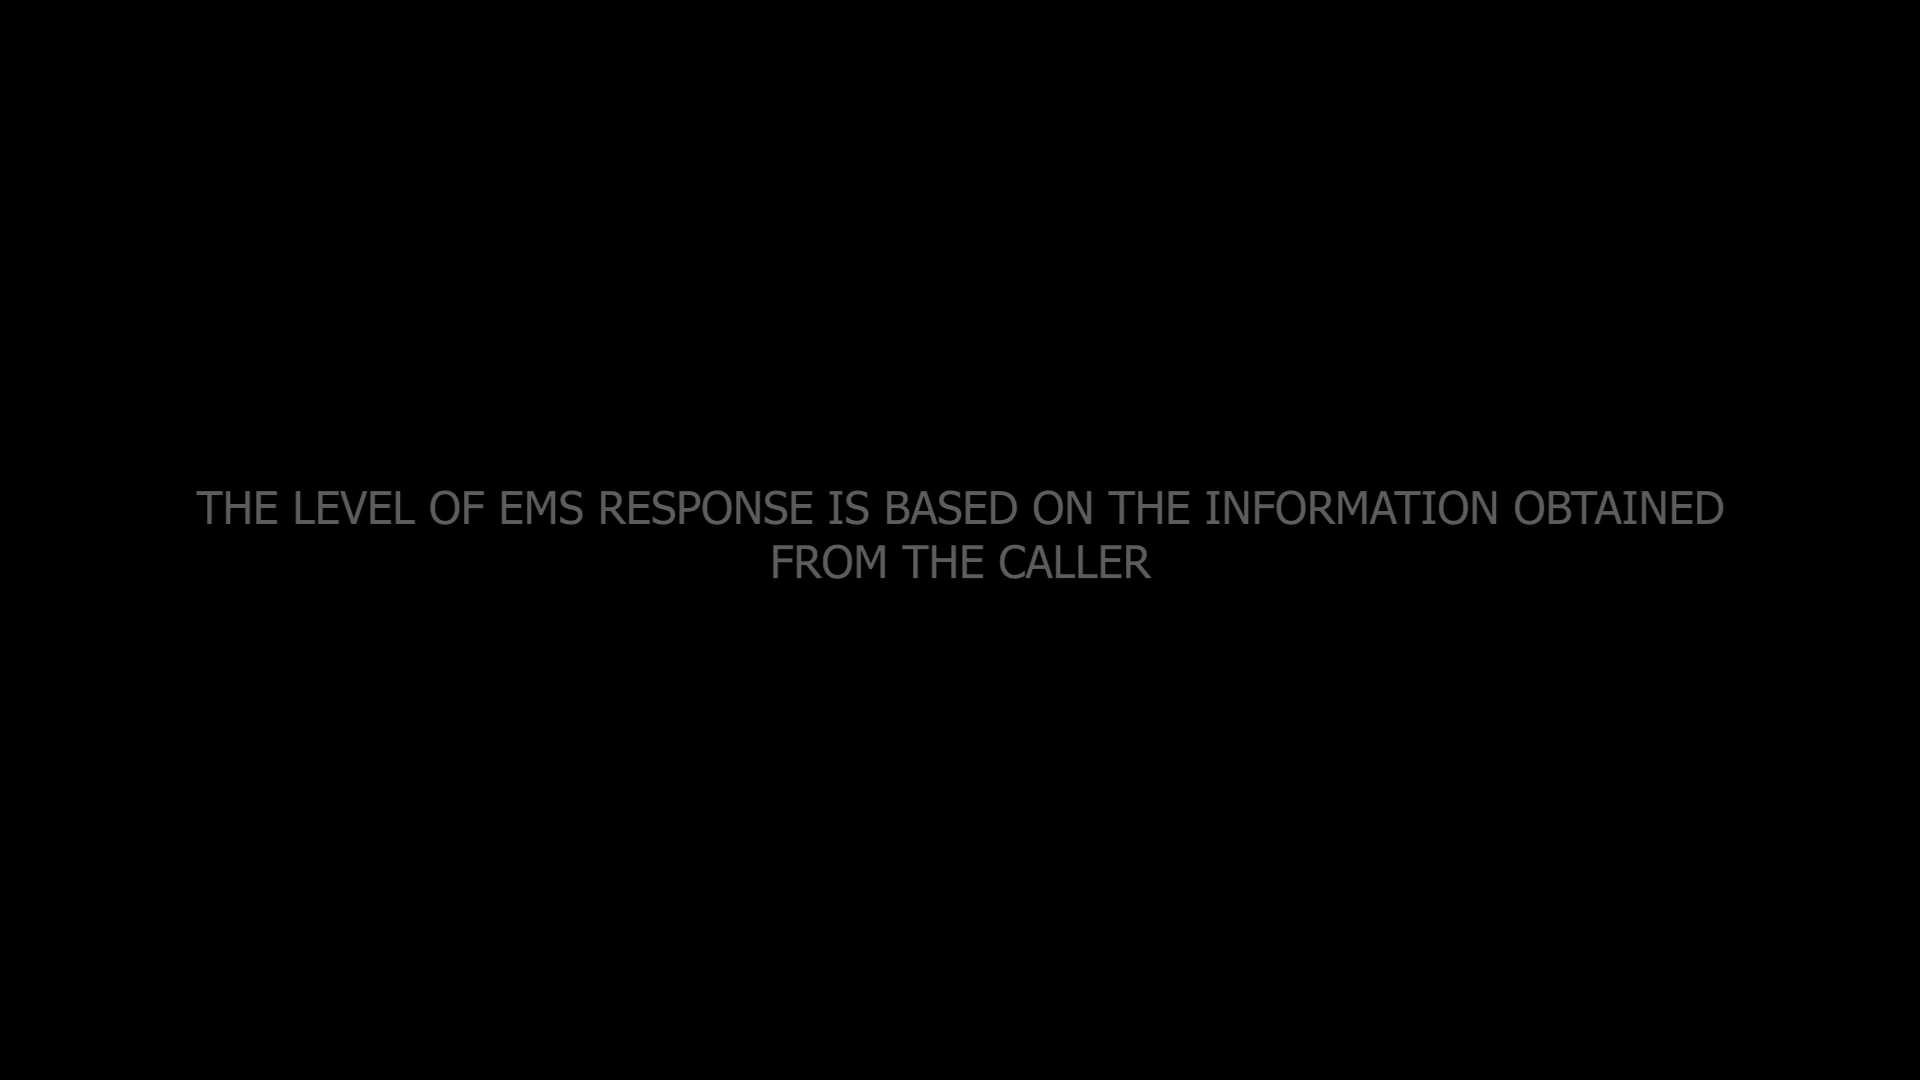 THE LEVEL OF EMS RESPONSE IS BASED ON THE INFORMATION OBTAINED
FROM THE CALLER